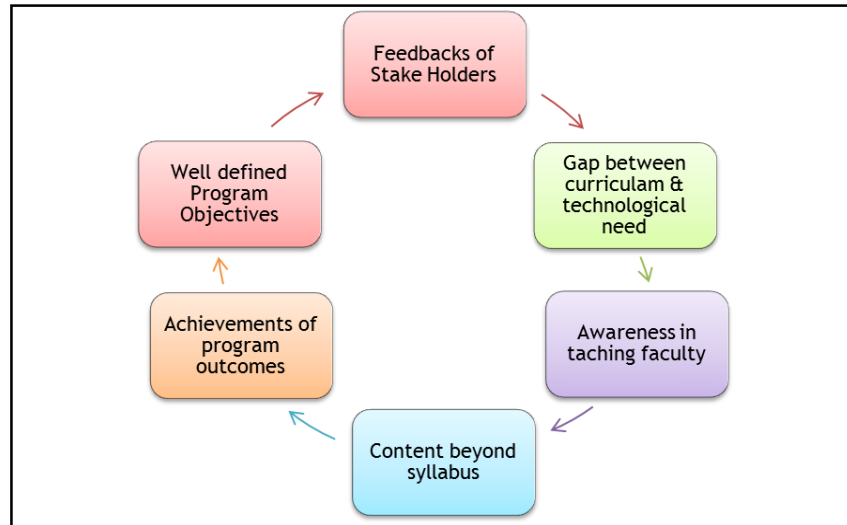 Feedbacks of
Stake Holders
Gap between
curriculam &
technological
need
Awareness in
taching faculty
Content beyond
syllabus
Achievements of
program
outcomes
Well defined
Program
Objectives